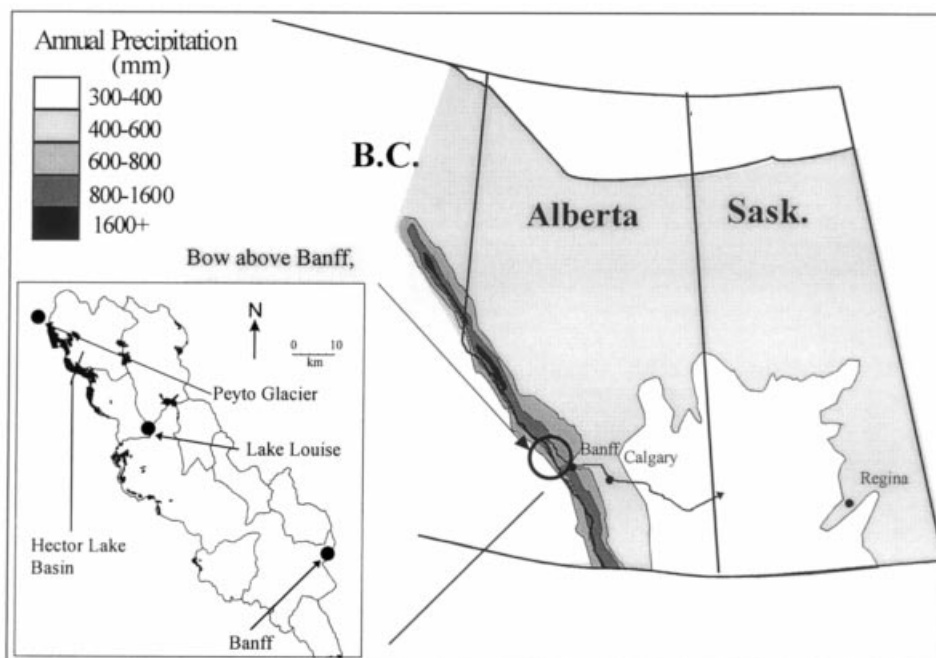 Annual Precipitation
(mm)
300-400
400-600
600-800
800-1600
1600+
B.C.
Alberta
Sask.
Bow above Banff,
Banff
Calgary
Regina
N
0 10
km
Peyto Glacier
Lake Louise
Hector Lake
Basin
Banff